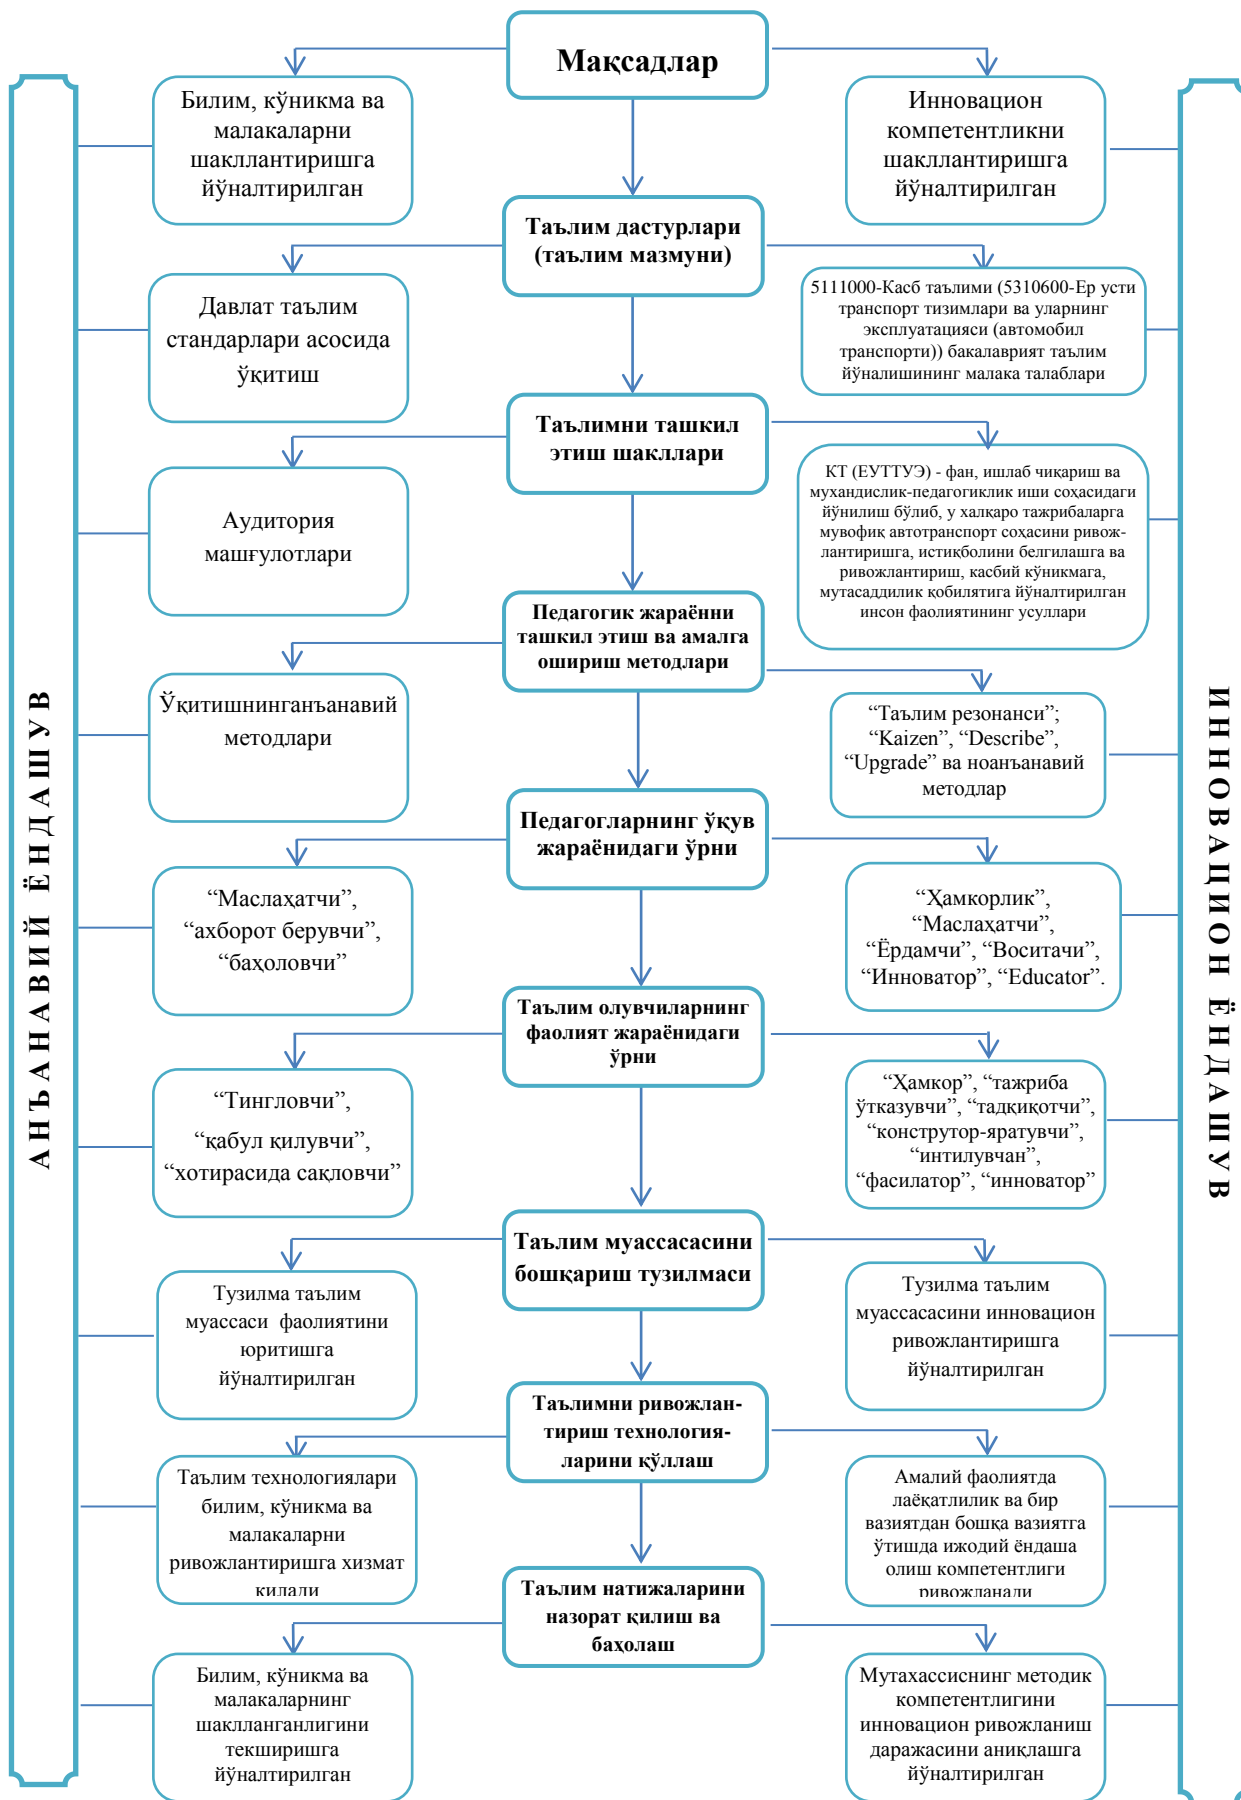 Мақсадлар
Билим, кўникма ва
малакаларни
шакллантиришга
йўналтирилган
Инновацион
компетентликни
шакллантиришга
йўналтирилган
Таълим дастурлари
(таълим мазмуни)
Давлат таълим
стандарлари асосида
ўқитиш
5111000-Касб таълими (5310600-Ер усти
транспорт тизимлари ва уларнинг
эксплуатацияси (автомобил
транспорти)) бакалаврият таълим
йўналишининг малака талаблари
Таълимни ташкил
этиш шакллари
Аудитория
машғулотлари
КТ (ЕУТТУЭ) - фан, ишлаб чиқариш ва
мухандислик-педагогиклик иши соҳасидаги
йўнилиш бўлиб, у халқаро тажрибаларга
мувофиқ автотранспорт соҳасини ривож-
лантиришга, истиқболини белгилашга ва
ривожлантириш, касбий кўникмага,
мутасаддилик қобилятига йўналтирилган
инсон фаолиятининг усуллари
Педагогик жараённи
ташкил этиш ва амалга
ошириш методлари
Ўқитишнинганъанавий
методлари
“Таълим резонанси”;
“Kaizen”, “Describe”,
“Upgrade” ва ноанъанавий
методлар
Педагогларнинг ўқув
жараёнидаги ўрни
“Маслаҳатчи”,
“ахборот берувчи”,
“баҳоловчи”
“Ҳамкорлик”,
“Маслаҳатчи”,
“Ёрдамчи”, “Воситачи”,
“Инноватор”, “Educator”.
Таълим олувчиларнинг
фаолият жараёнидаги
ўрни
“Тингловчи”,
“қабул қилувчи”,
“хотирасида сақловчи”
“Ҳамкор”, “тажриба
ўтказувчи”, “тадқиқотчи”,
“конструтор-яратувчи”,
“интилувчан”,
“фасилатор”, “инноватор”
Таълим муассасасини
бошқариш тузилмаси
Тузилма таълим
муассаси фаолиятини
юритишга
йўналтирилган
Тузилма таълим
муассасасини инновацион
ривожлантиришга
йўналтирилган
Таълимни ривожлан-
тириш технология-
ларини қўллаш
Таълим технологиялари
билим, кўникма ва
малакаларни
ривожлантиришга хизмат
қилади
Амалий фаолиятда
лаёқатлилик ва бир
вазиятдан бошқа вазиятга
ўтишда ижодий ёндаша
олиш компетентлиги
ривожланади
Таълим натижаларини
назорат қилиш ва
баҳолаш
Билим, кўникма ва
малакаларнинг
шаклланганлигини
текширишга
йўналтирилган
Мутахассиснинг методик
компетентлигини
инновацион ривожланиш
даражасини аниқлашга
йўналтирилган
АНЪАНАВИЙ ЁНДАШУВ
ИННОВАЦИОН ЁНДАШУВ